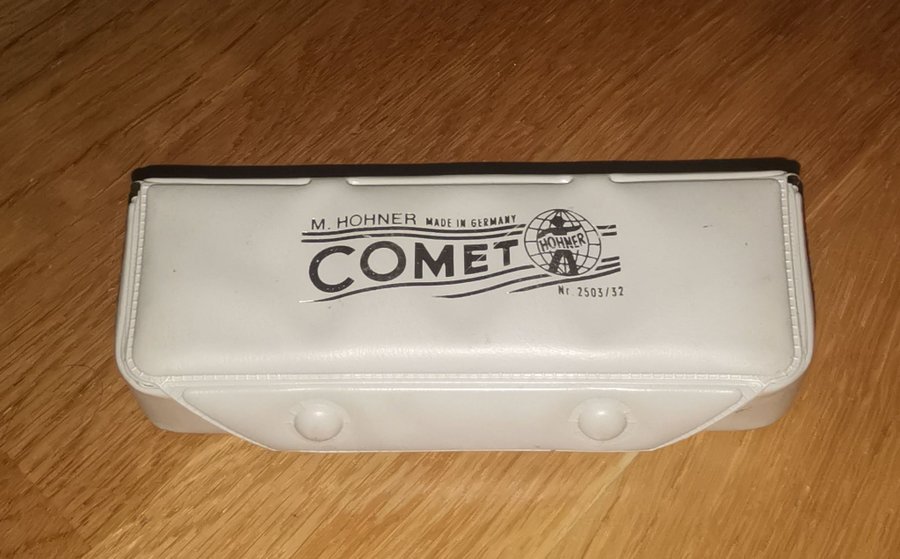 M. HOHNER MADE IN GERMANY
COMET
HOHNER
Nr. 2503/32